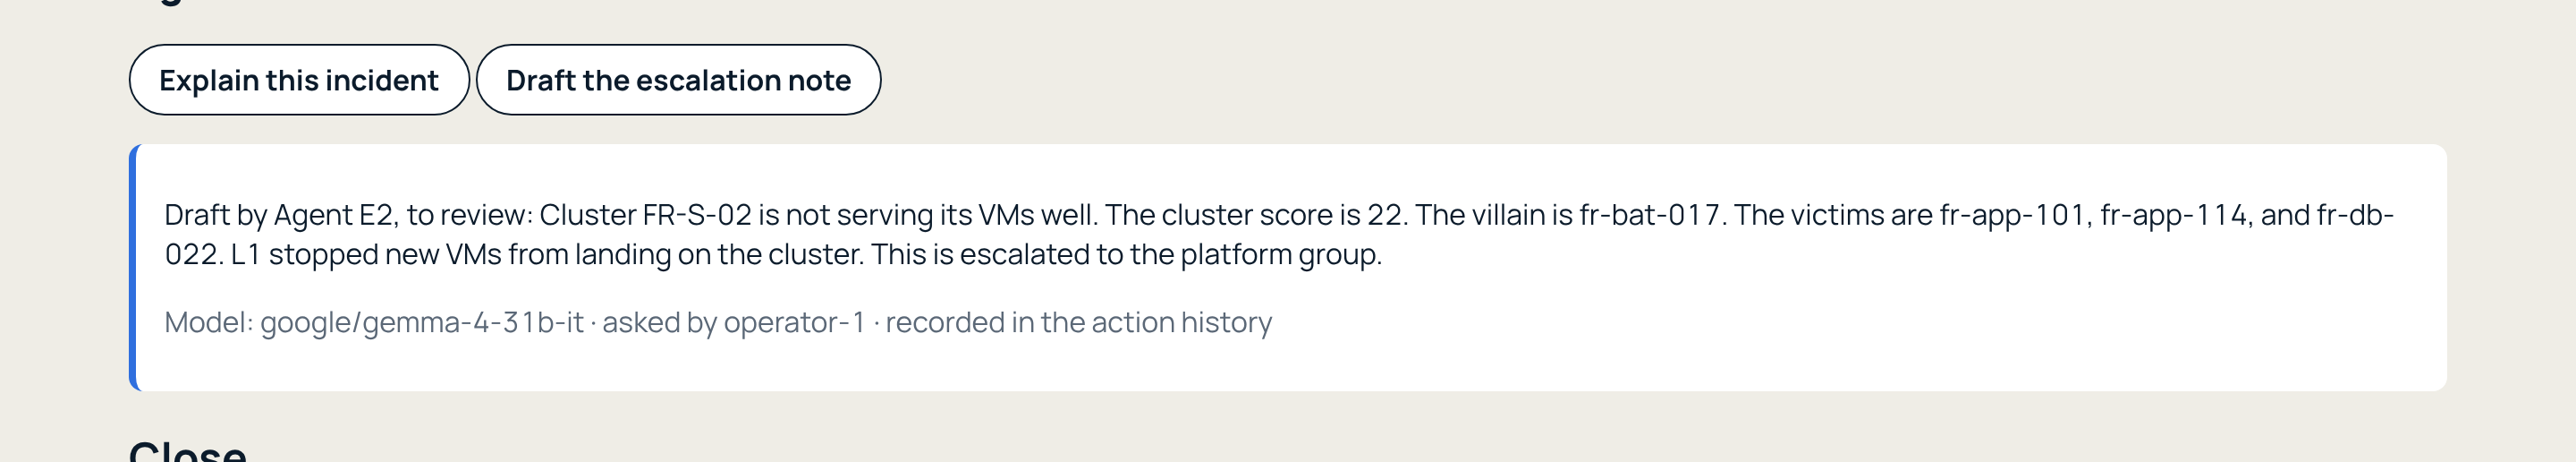 Explain this incident
Draft the escalation note
Draft by Agent E2, to review: Cluster FR-S-02 is not serving its VMs well. The cluster score is 22. The villain is fr-bat-017. The victims are fr-app-101, fr-app-114, and fr-db-
022. L1 stopped new VMs from landing on the cluster. This is escalated to the platform group.
Model: google/gemma-4-31b-it · asked by operator-1 · recorded in the action history
Close